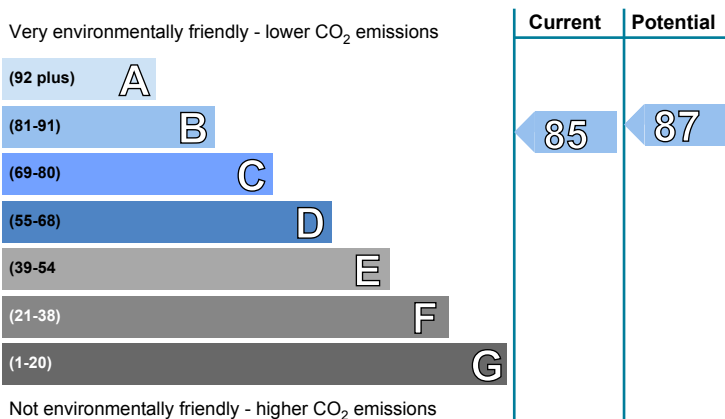 Very environmentally friendly - lower CO2 emissions
Current
Potential
(92 plus) A
(81-91) B
85
87
(69-80) C
(55-68) D
(39-54 E
(21-38) F
(1-20) G
Not environmentally friendly - higher CO2 emissions